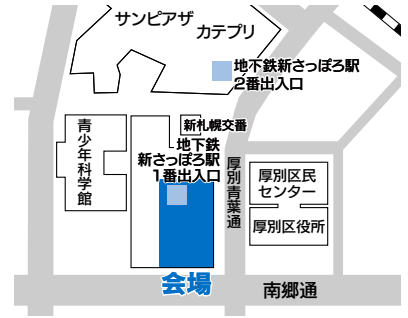 サンピアザ
カテプリ
地下鉄新さっぽろ駅
2番出入口
新札幌交番
地下鉄
新さっぽろ駅
1番出入口
青少年科学館
厚別青葉通
厚別区民
センター
厚別区役所
会場
南郷通